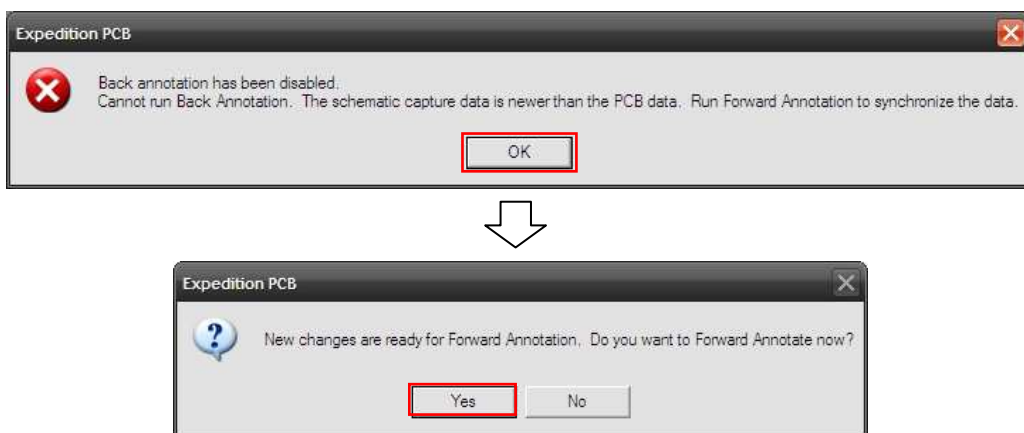 Expedition PCB
Back annotation has been disabled.
Cannot run Back Annotation. The schematic capture data is newer than the PCB data. Run Forward Annotation to synchronize the data.
OK
Expedition PCB
New changes are ready for Forward Annotation. Do you want to Forward Annotate now?
Yes No